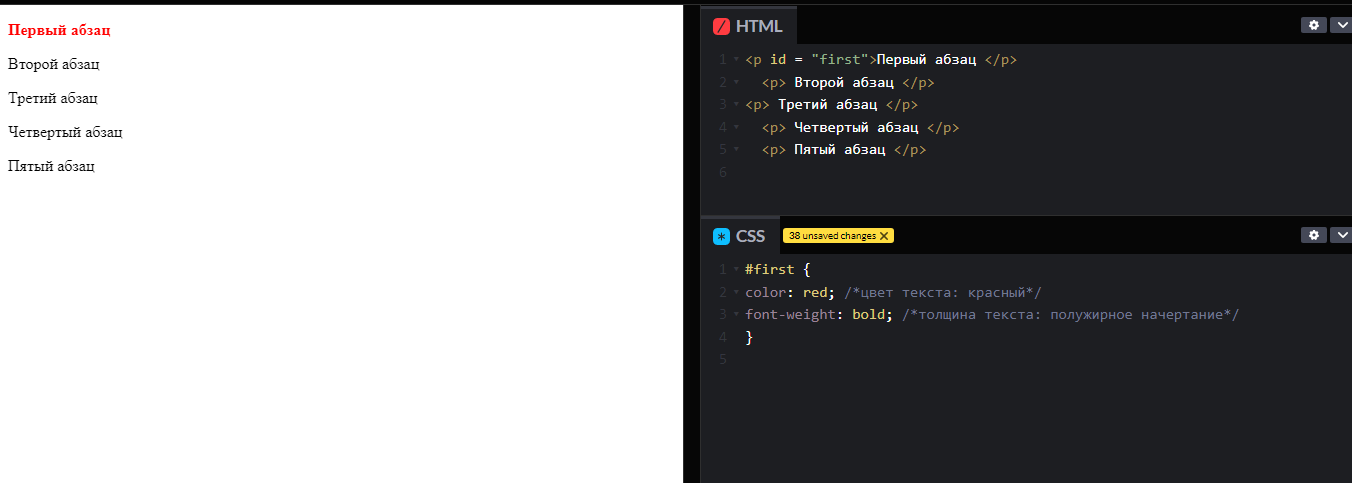 Первый абзац
Второй абзац
Третий абзац
Четвертый абзац
Пятый абзац
/ HTML
1 <p id = "first">Первый абзац </p>
2 <p> Второй абзац </p>
3 <p> Третий абзац </p>
4 <p> Четвертый абзац </p>
5 <p> Пятый абзац </p>
6
* CSS 38 unsaved changes X
1 #first {
2 color: red; /*цвет текста: красный*/
3 font-weight: bold; /*толщина текста: полужирное начертание*/
4 }
5